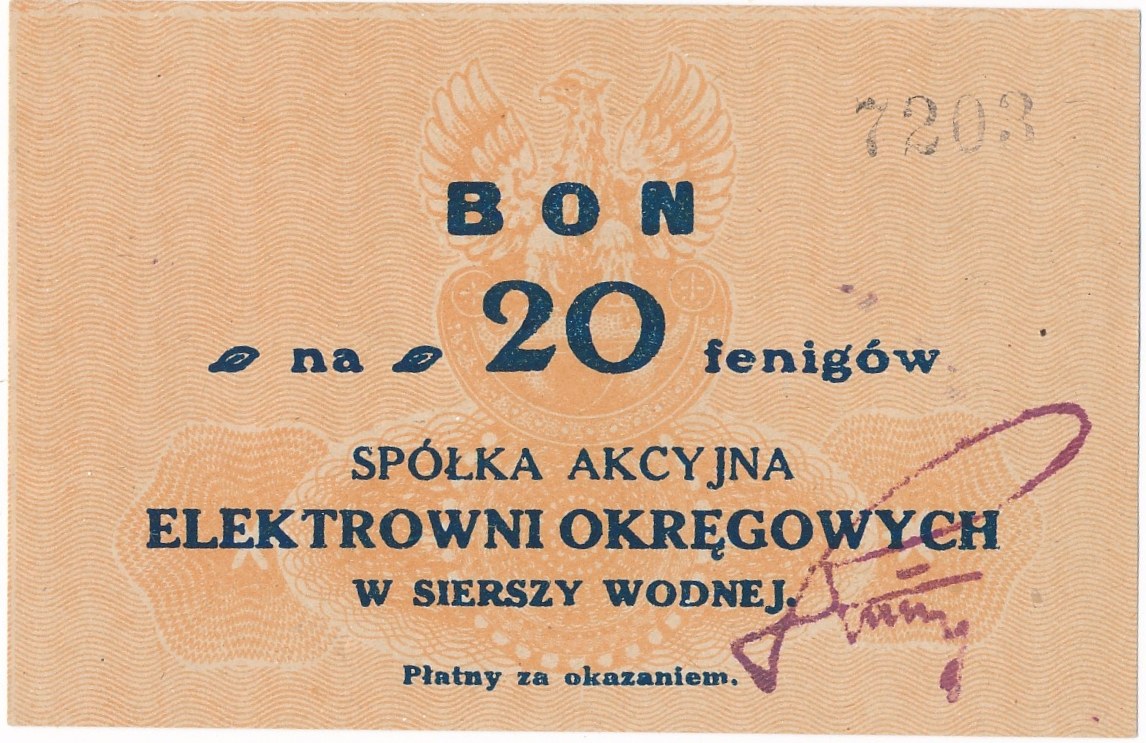 7203
BON
na 20 fenigów
SPÓŁKA AKCYJNA
ELEKTROWNI OKRĘGOWYCH
W SIERSZY WODNEJ.
Płatny za okazaniem.